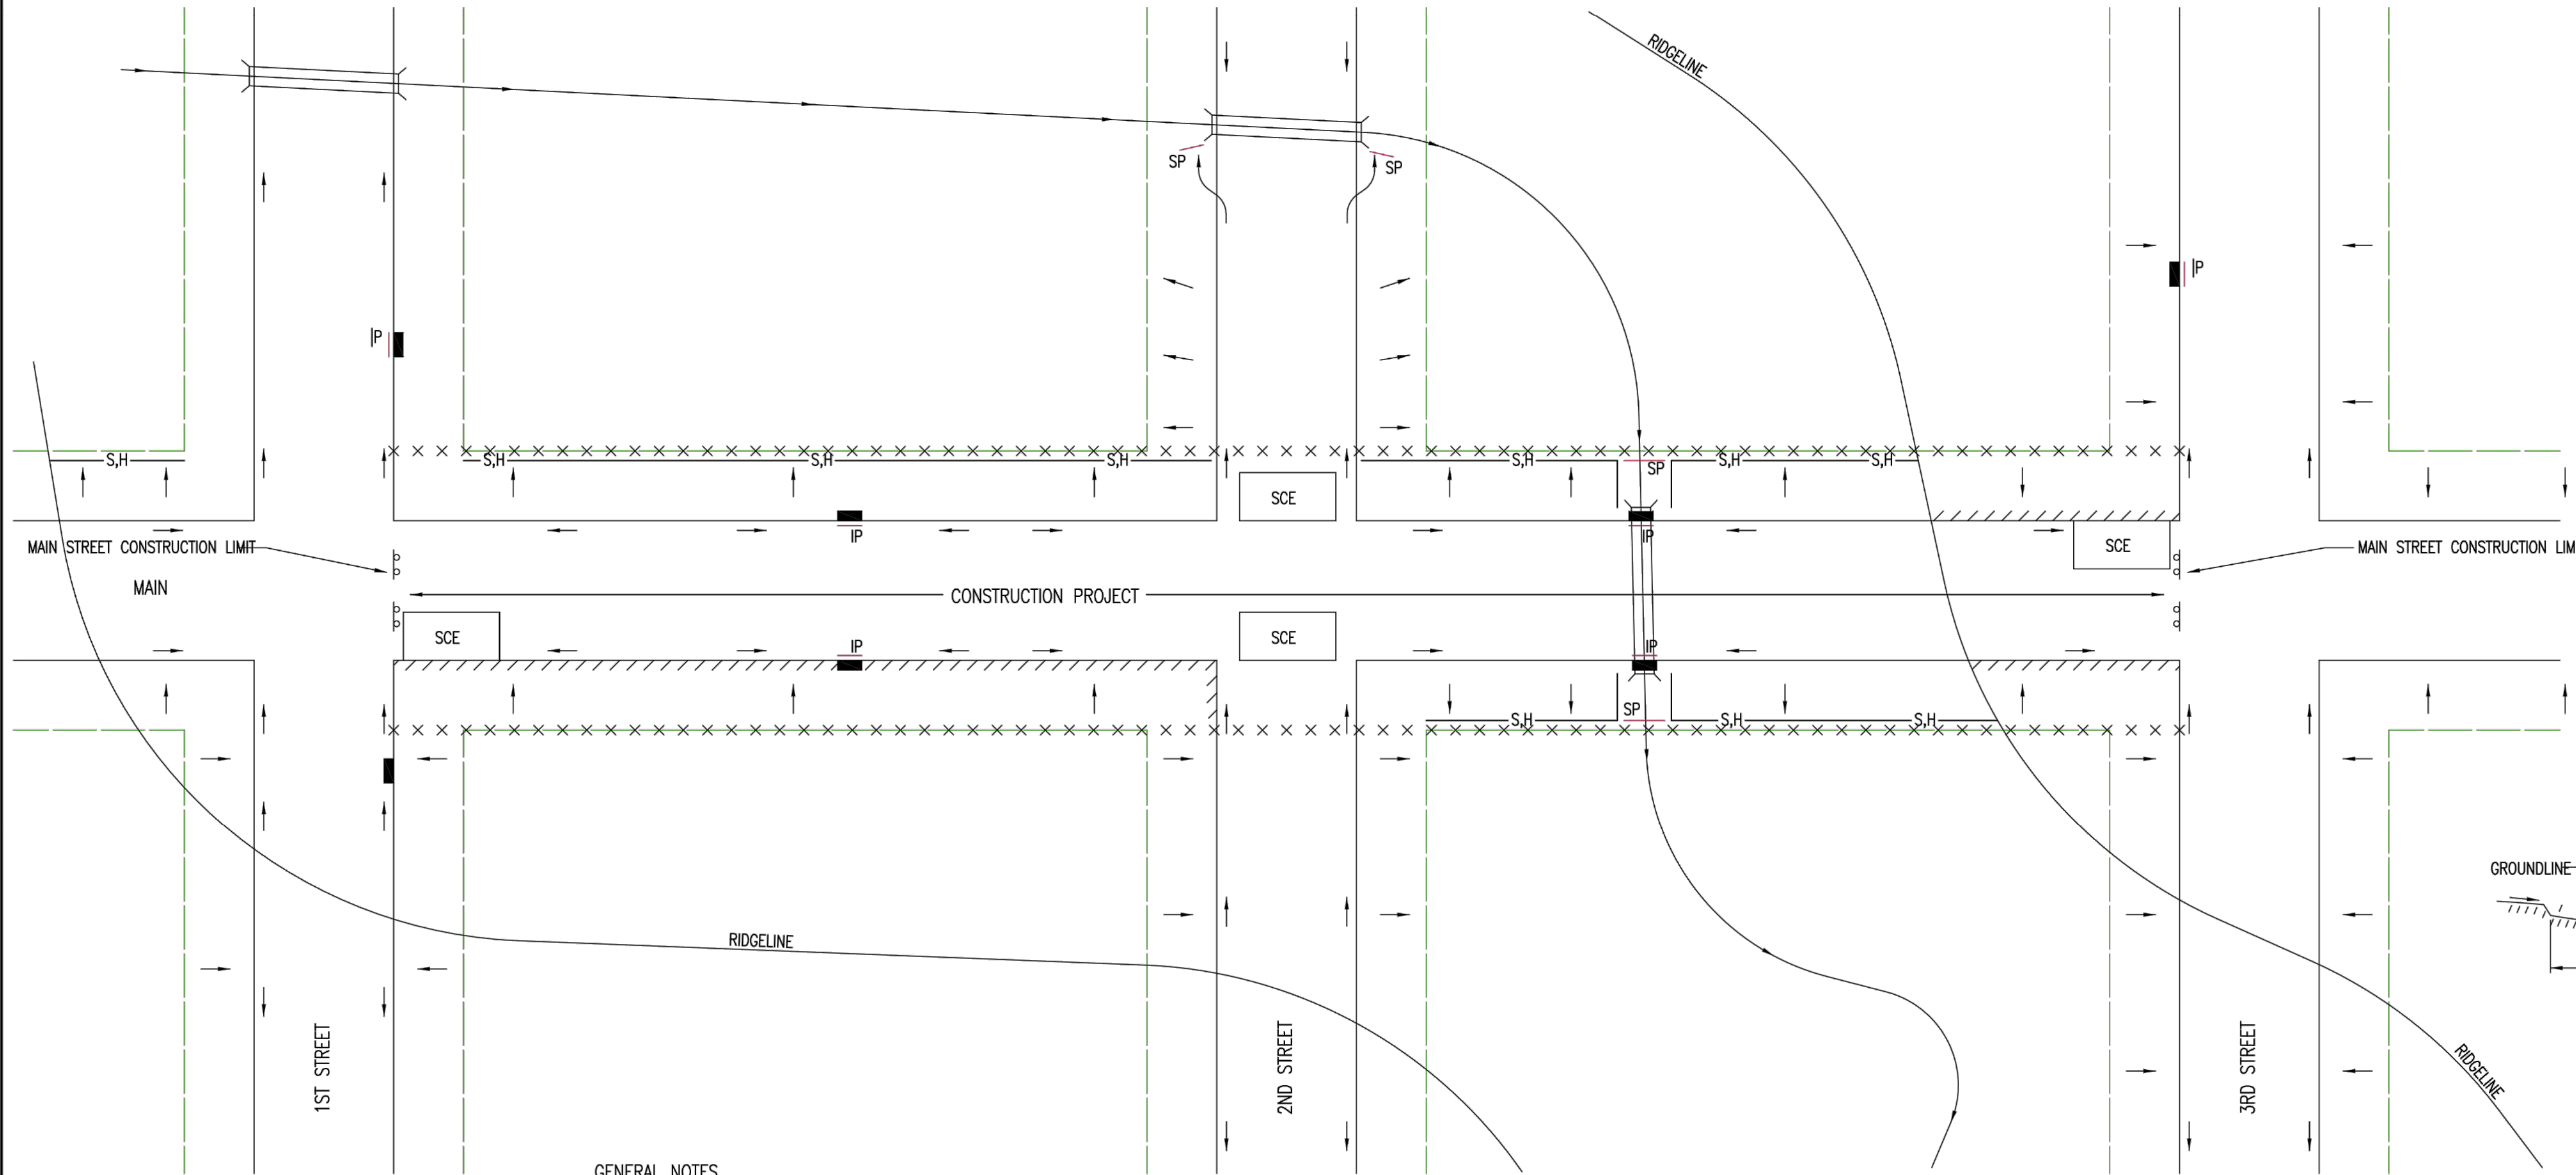 RIDGELINE
SP
SP
IP
IP
S,H
S,H
S,H
S,H
S,H
S,H
S,H
SP
SCE
IP
IP
MAIN STREET CONSTRUCTION LIMIT
SCE
MAIN STREET CONSTRUCTION LIM
MAIN
CONSTRUCTION PROJECT
SCE
SCE
IP
IP
SP
S,H
S,H
S,H
GROUNDLINE
RIDGELINE
1ST STREET
2ND STREET
3RD STREET
RIDGELINE
GENERAL NOTES